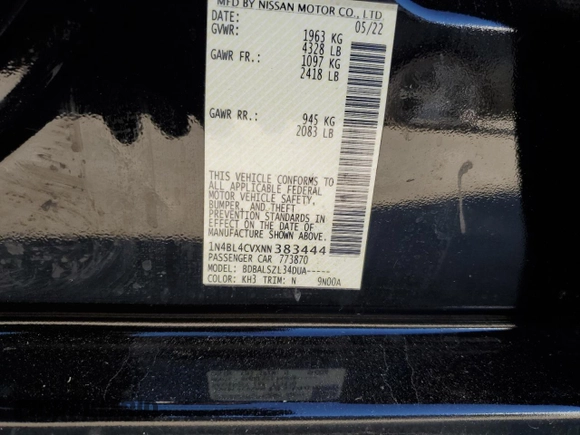 MFD BY NISSAN MOTOR CO., LTD.
DATE: 05/22
GVWR: 1963 KG
4328 LB
GAWR FR.: 1097 KG
2418 LB
GAWR RR.: 945 KG
2083 LB
THIS VEHICLE CONFORMS TO
ALL APPLICABLE FEDERAL
MOTOR VEHICLE SAFETY,
BUMPER, AND THEFT
PREVENTION STANDARDS IN
EFFECT ON THE DATE OF
MANUFACTURE SHOWN ABOVE.
1N4BL4CVXNN383444
PASSENGER CAR 773870
MODEL: BDBALSZL34DUA-----
COLOR: KH3 TRIM: N 9N00A